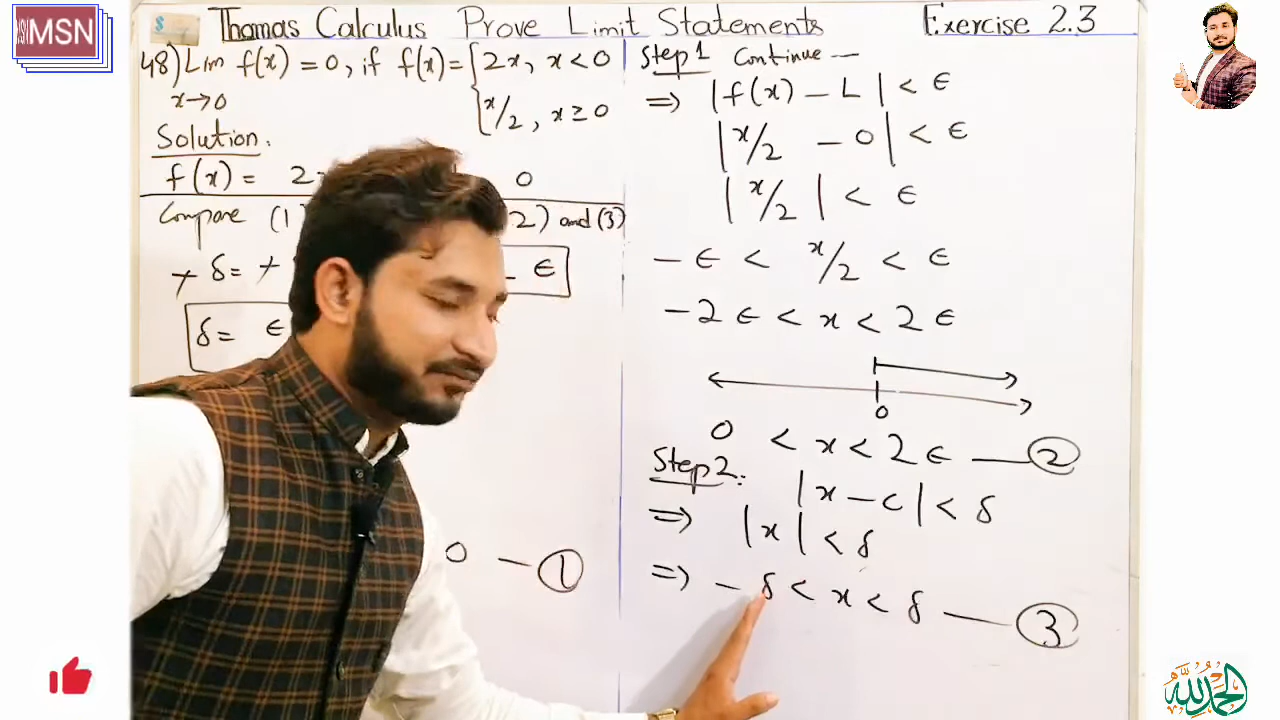 MSN
Thomas Calculus Prove Limit Statements Exercise 2.3
48) Lim f(x) = 0, if f(x) = { 2x, x < 0
x→0
x/2, x ≥ 0
Solution.
f(x) = 2 0
Compare (1) 2) and (3)
+ δ = + - ε
δ = ε
0 — ①
Step 1 Continue —
⇒ |f(x) - L| < ε
|x/2 - 0| < ε
|x/2| < ε
-ε < x/2 < ε
-2ε < x < 2ε
0
0 < x < 2ε — ②
Step 2:
|x - c| < δ
⇒ |x| < δ
⇒ -δ < x < δ — ③
الحمد لله